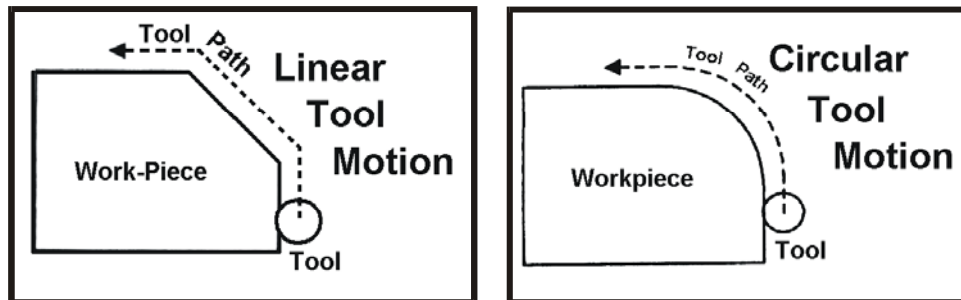 Tool Path
Linear
Tool
Motion
Work-Piece
Tool
Tool Path
Circular
Tool
Motion
Workpiece
Tool